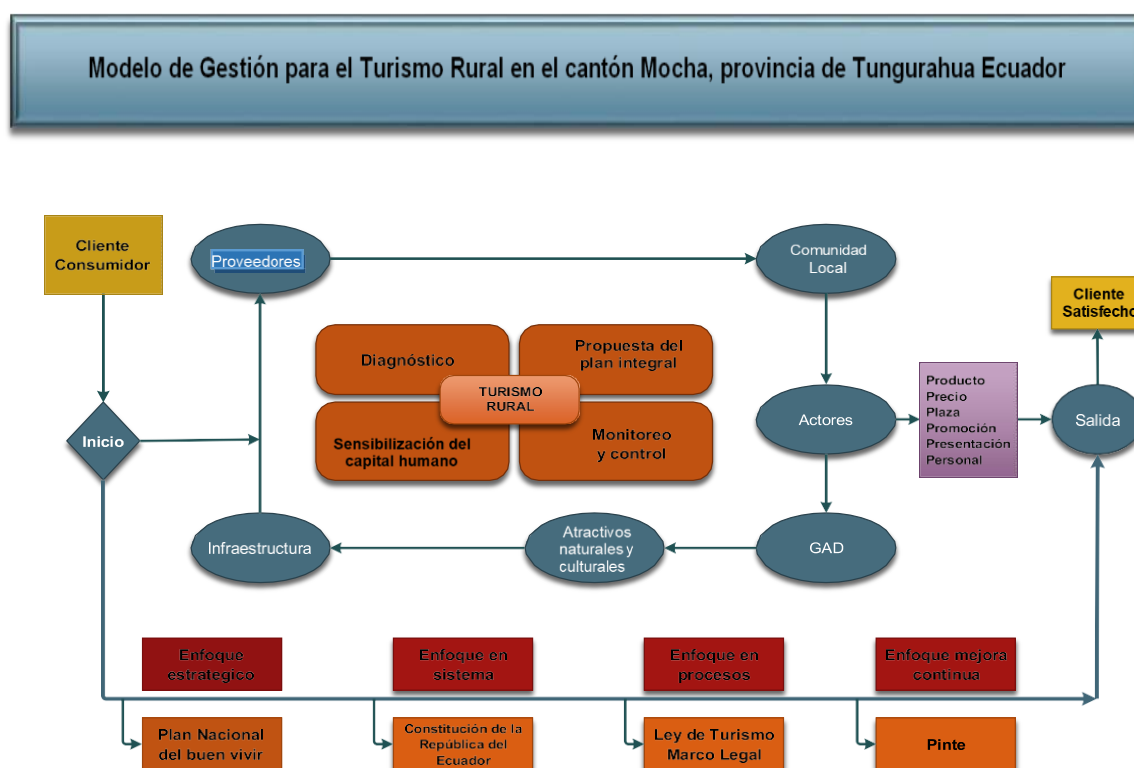 Modelo de Gestión para el Turismo Rural en el cantón Mocha, provincia de Tungurahua Ecuador
Cliente
Consumidor
Proveedores
Comunidad
Local
Cliente
Satisfecho
Diagnóstico
Propuesta del
plan integral
TURISMO
RURAL
Sensibilización del
capital humano
Monitoreo
y control
Inicio
Actores
Producto
Precio
Plaza
Promoción
Presentación
Personal
Salida
Infraestructura
Atractivos
naturales y
culturales
GAD
Enfoque
estrategico
Enfoque en
sistema
Enfoque en
procesos
Enfoque mejora
continua
Plan Nacional
del buen vivir
Constitución de la
República del
Ecuador
Ley de Turismo
Marco Legal
Pinte